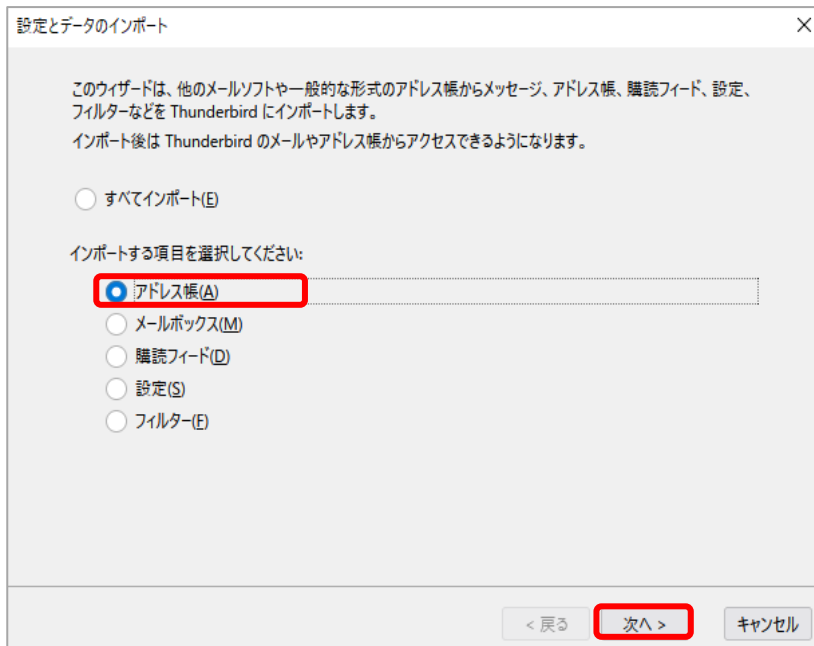 設定とデータのインポート
このウィザードは、他のメールソフトや一般的な形式のアドレス帳からメッセージ、アドレス帳、購読フィード、設定、
フィルターなどを Thunderbird にインポートします。
インポート後は Thunderbird のメールやアドレス帳からアクセスできるようになります。
すべてインポート(E)
インポートする項目を選択してください:
アドレス帳(A)
メールボックス(M)
購読フィード(D)
設定(S)
フィルター(F)
< 戻る 次へ > キャンセル